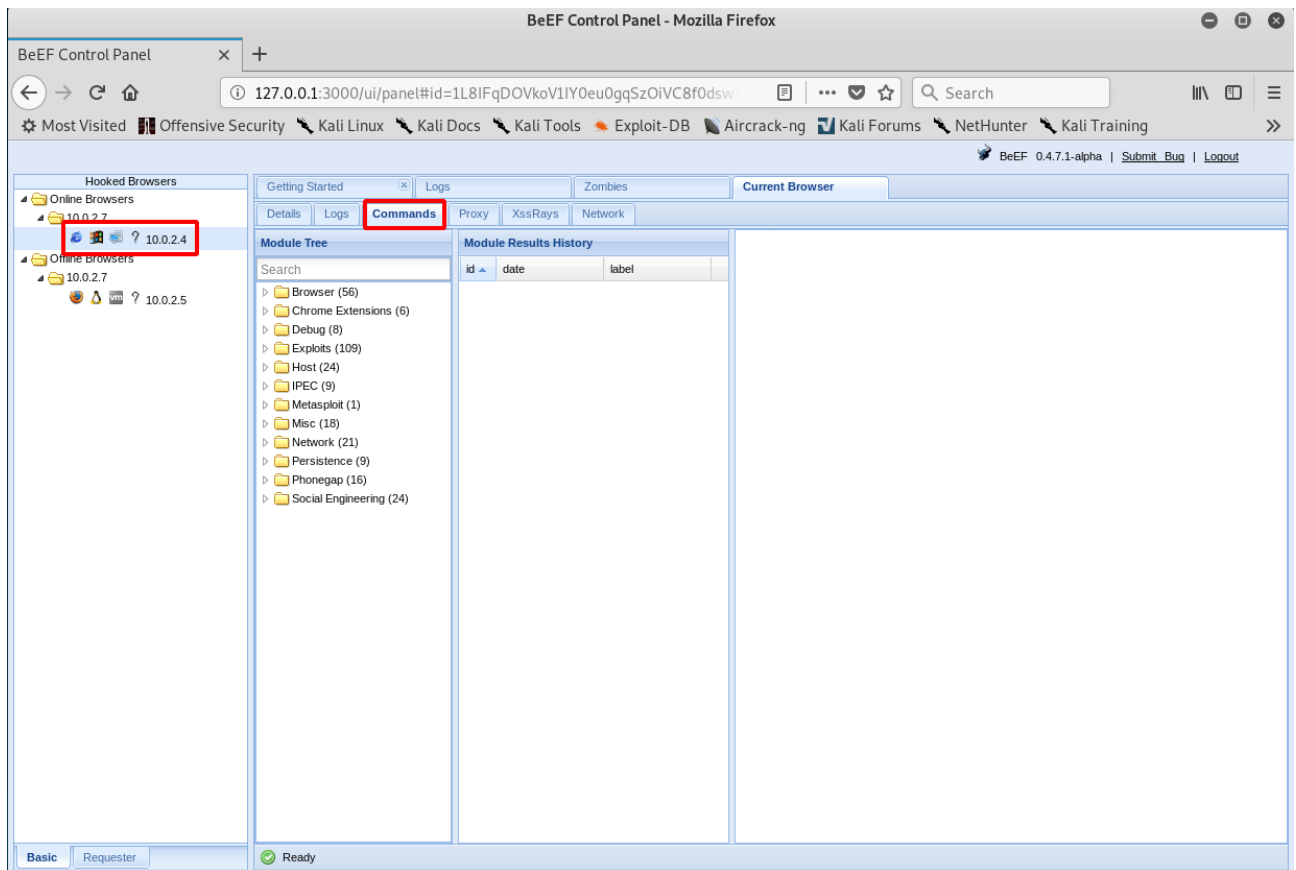 BeEF Control Panel - Mozilla Firefox
BeEF Control Panel
127.0.0.1:3000/ui/panel#id=1L8IFqDOVkoV1IY0eu0gqSzOiVC8f0dsw
Search
Most Visited Offensive Security Kali Linux Kali Docs Kali Tools Exploit-DB Aircrack-ng Kali Forums NetHunter Kali Training
BeEF 0.4.7.1-alpha | Submit Bug | Logout
Hooked Browsers
Online Browsers
10.0.2.7
? 10.0.2.4
Offline Browsers
10.0.2.7
vm ? 10.0.2.5
Getting Started Logs Zombies Current Browser
Details Logs Commands Proxy XssRays Network
Module Tree
Search
Browser (56)
Chrome Extensions (6)
Debug (8)
Exploits (109)
Host (24)
IPEC (9)
Metasploit (1)
Misc (18)
Network (21)
Persistence (9)
Phonegap (16)
Social Engineering (24)
Module Results History
id date label
Basic Requester
Ready